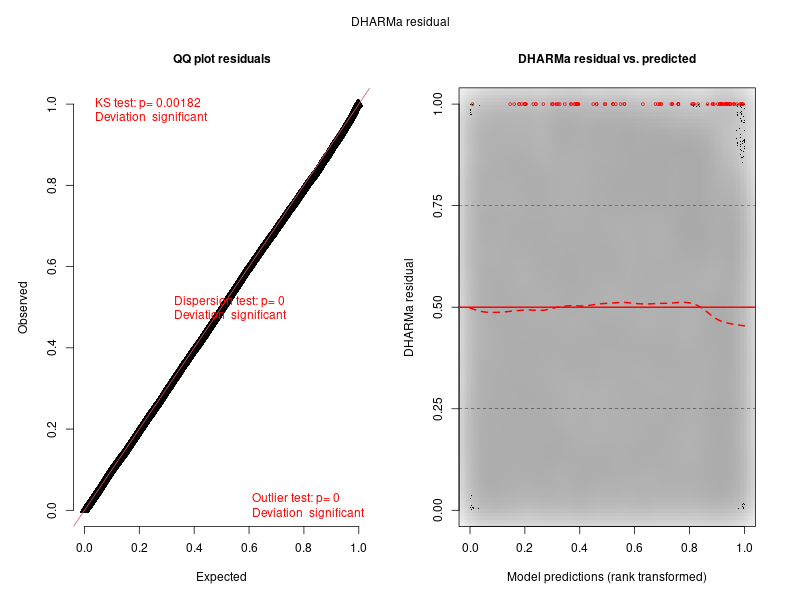 DHARMa residual
QQ plot residuals
KS test: p= 0.00182
Deviation significant
Dispersion test: p= 0
Deviation significant
Outlier test: p= 0
Deviation significant
Observed
0.0 0.2 0.4 0.6 0.8 1.0
0.0 0.2 0.4 0.6 0.8 1.0
Expected
DHARMa residual vs. predicted
DHARMa residual
0.00 0.25 0.50 0.75 1.00
0.0 0.2 0.4 0.6 0.8 1.0
Model predictions (rank transformed)